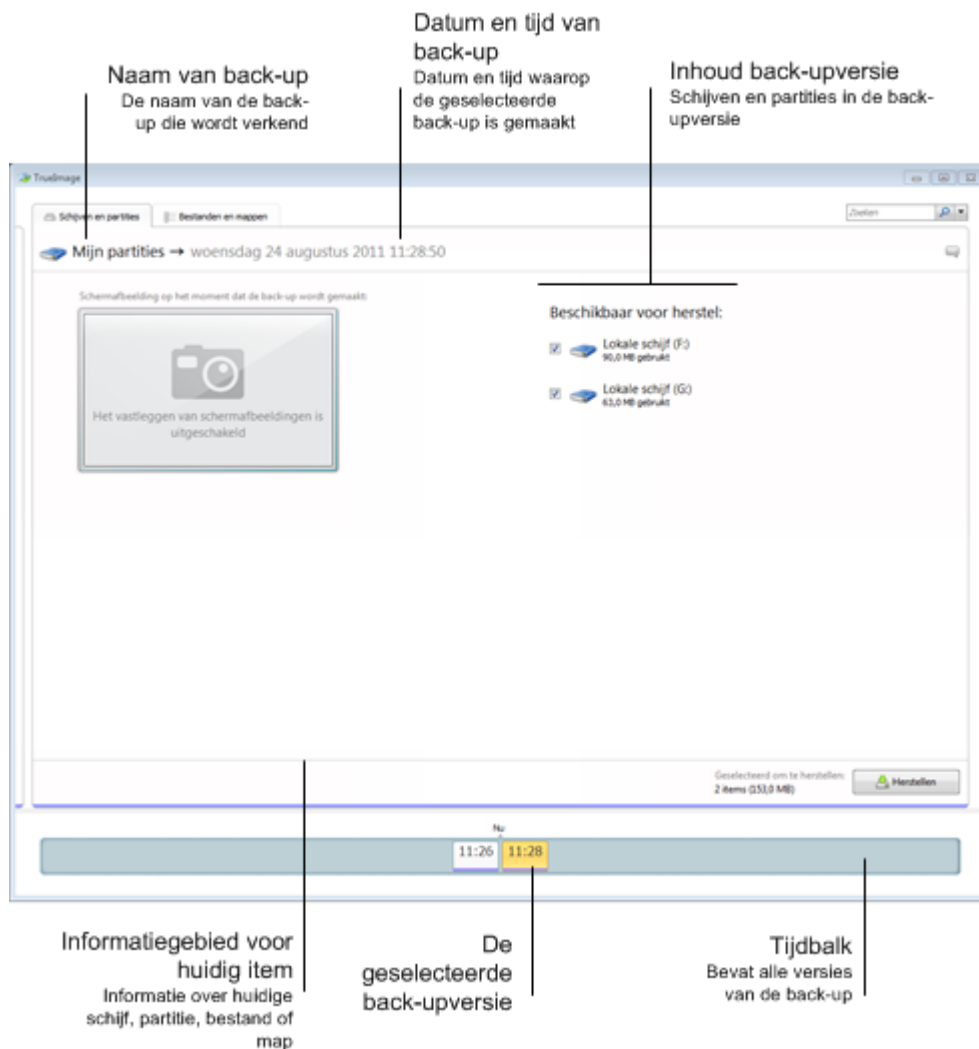 Datum en tijd van
back-up
Datum en tijd waarop
de geselecteerde
back-up is gemaakt
Naam van back-up
De naam van de back-
up die wordt verkend
Inhoud back-upversie
Schijven en partities in de back-
upversie
TrueImage
Schijven en partities
Bestanden en mappen
Zoeken
Mijn partities → woensdag 24 augustus 2011 11:28:50
Schermafbeelding op het moment dat de back-up wordt gemaakt:
Het vastleggen van schermafbeeldingen is
uitgeschakeld
Beschikbaar voor herstel:
Lokale schijf (F:)
90,0 MB gebruikt
Lokale schijf (G:)
63,0 MB gebruikt
Geselecteerd om te herstellen:
2 items (153,0 MB)
Herstellen
Nu
11:26
11:28
Informatiegebied voor
huidig item
Informatie over huidige
schijf, partitie, bestand of
map
De
geselecteerde
back-upversie
Tijdbalk
Bevat alle versies
van de back-up